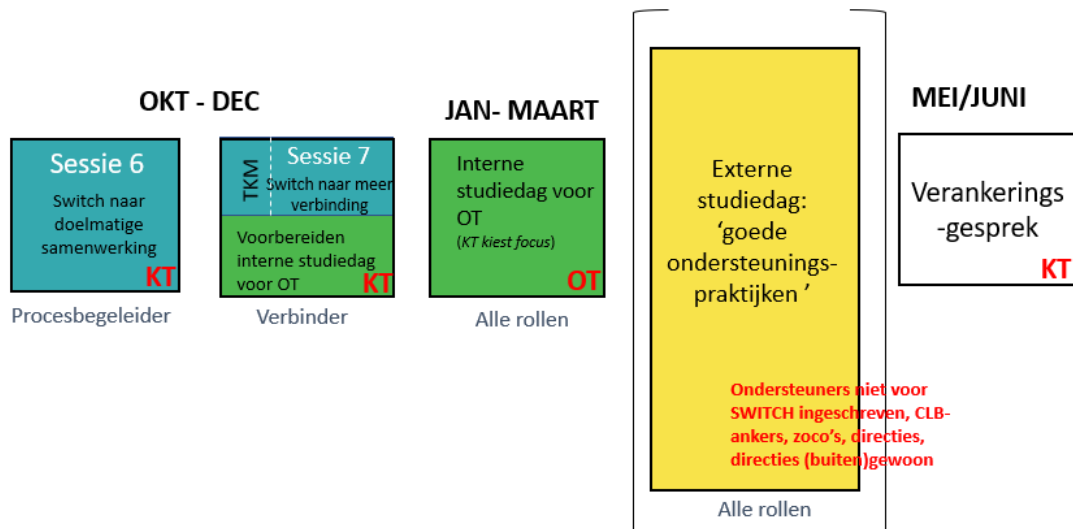 OKT - DEC
Sessie 6
Switch naar
doelmatige
samenwerking
KT
Procesbegeleider
TKM
Sessie 7
Switch naar meer
verbinding
Voorbereiden
interne studiedag
voor OT
KT
Verbinder
JAN- MAART
Interne
studiedag voor
OT
(KT kiest focus)
OT
Alle rollen
Externe
studiedag:
‘goede
ondersteunings-
praktijken ’
Ondersteuners niet voor
SWITCH ingeschreven, CLB-
ankers, zoco’s, directies,
directies (buiten)gewoon
Alle rollen
MEI/JUNI
Verankerings
-gesprek
KT